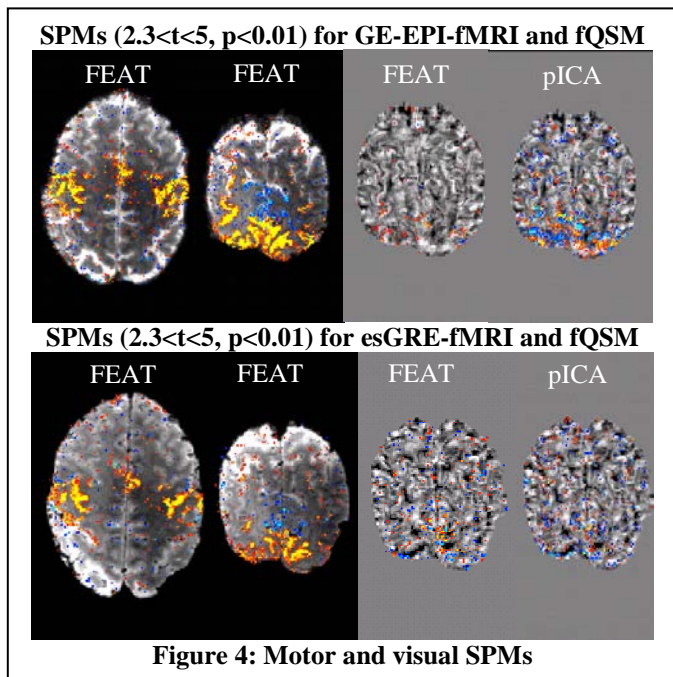 SPMs (2.3<t<5, p<0.01) for GE-EPI-fMRI and fQSM
FEAT FEAT FEAT pICA
SPMs (2.3<t<5, p<0.01) for esGRE-fMRI and fQSM
FEAT FEAT FEAT pICA
Figure 4: Motor and visual SPMs